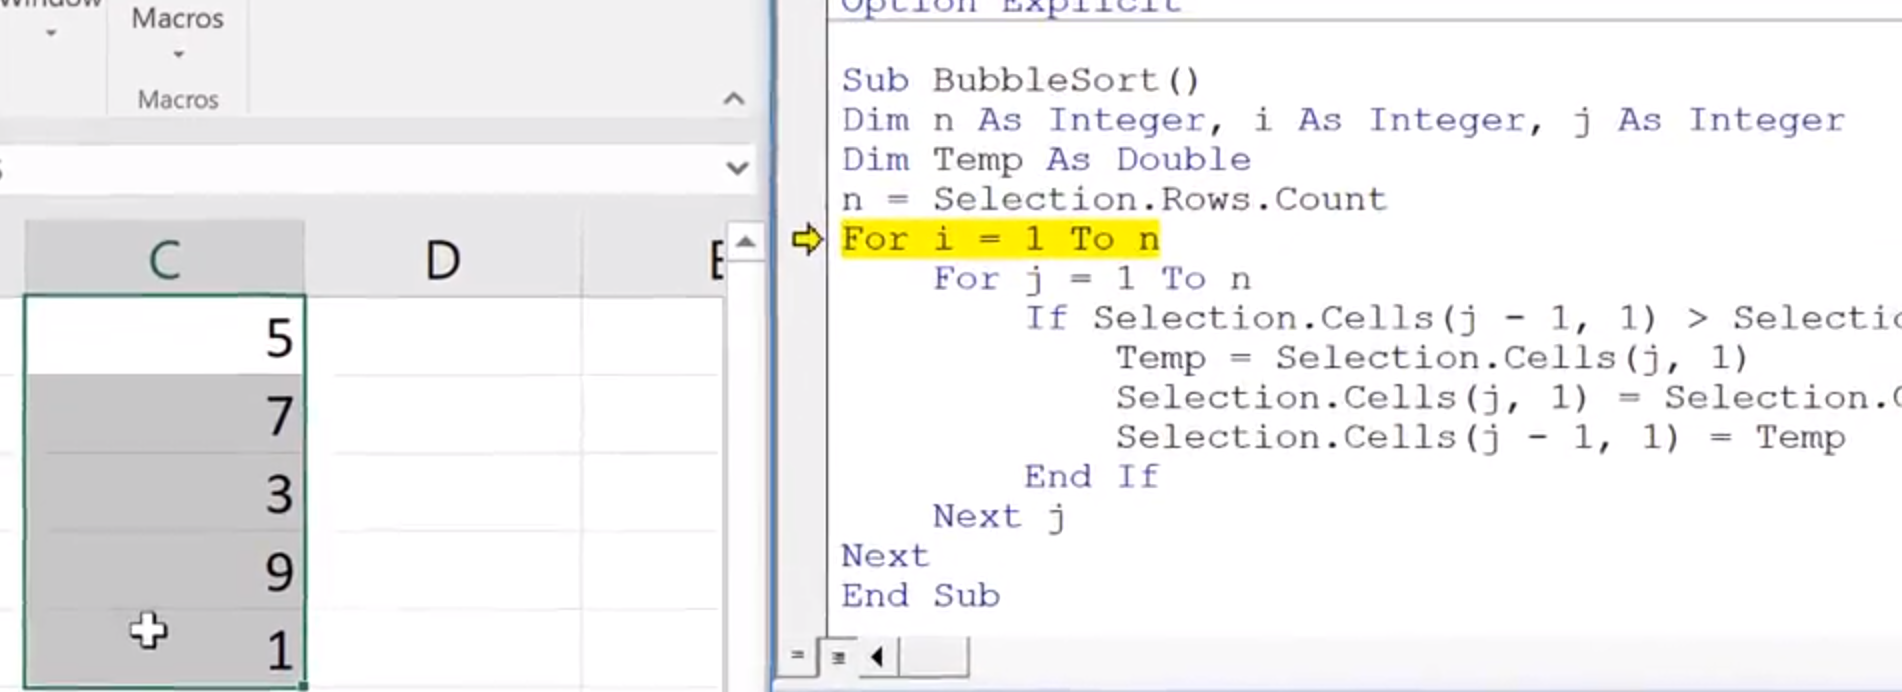 Macros
Macros
C
D
5
7
3
9
1
Option Explicit
Sub BubbleSort()
Dim n As Integer, i As Integer, j As Integer
Dim Temp As Double
n = Selection.Rows.Count
For i = 1 To n
For j = 1 To n
If Selection.Cells(j - 1, 1) >
Temp = Selection.Cells(j, 1)
Selection.Cells(j, 1) = Selection.
Selection.Cells(j - 1, 1) = Temp
End If
Next j
Next
End Sub